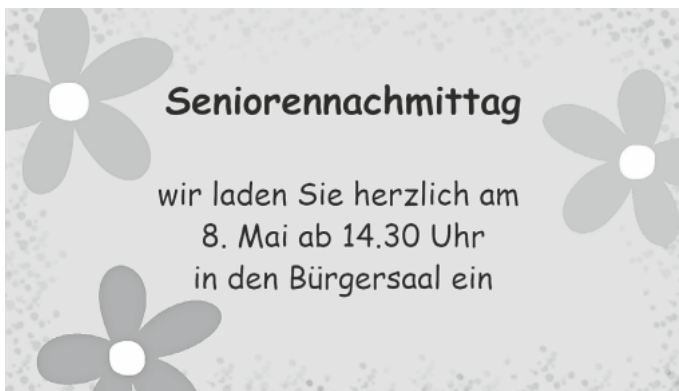 Seniorennachmittag
wir laden Sie herzlich am
8. Mai ab 14.30 Uhr
in den Bürgersaal ein